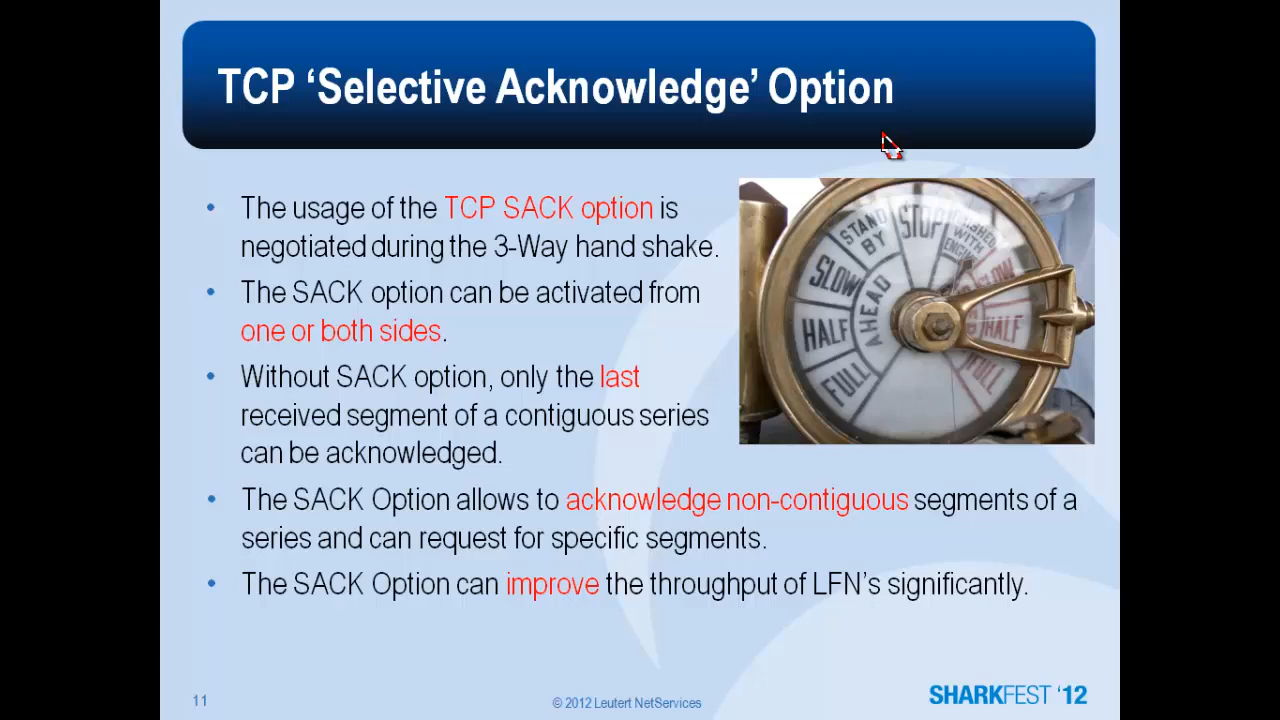 TCP ‘Selective Acknowledge’ Option
• The usage of the TCP SACK option is
negotiated during the 3-Way hand shake.
• The SACK option can be activated from
one or both sides.
• Without SACK option, only the last
received segment of a contiguous series
can be acknowledged.
• The SACK Option allows to acknowledge non-contiguous segments of a
series and can request for specific segments.
• The SACK Option can improve the throughput of LFN’s significantly.
STAND
BY
STOP
WITH
SLOW
SLOW
AHEAD
HALF
HALF
FULL
FULL
11
© 2012 Leutert NetServices
SHARKFEST ‘12